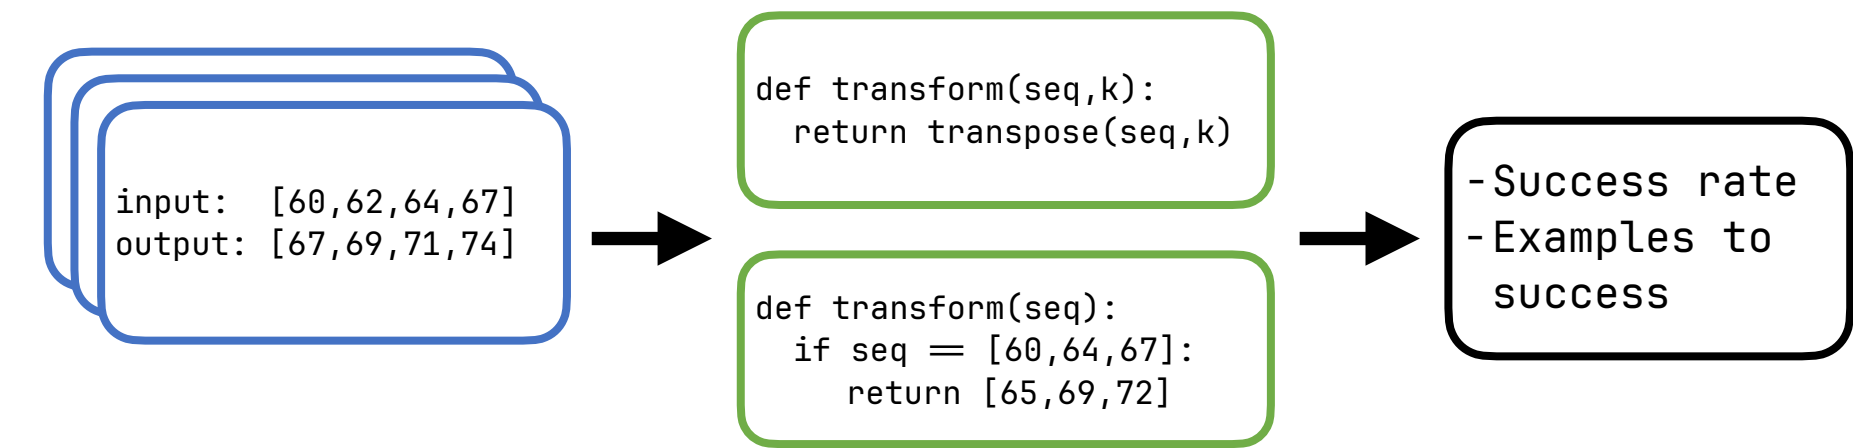 input:  [60,62,64,67]
output: [67,69,71,74]
def transform(seq,k):
  return transpose(seq,k)
def transform(seq):
  if seq == [60,64,67]:
    return [65,69,72]
-Success rate
-Examples to
success